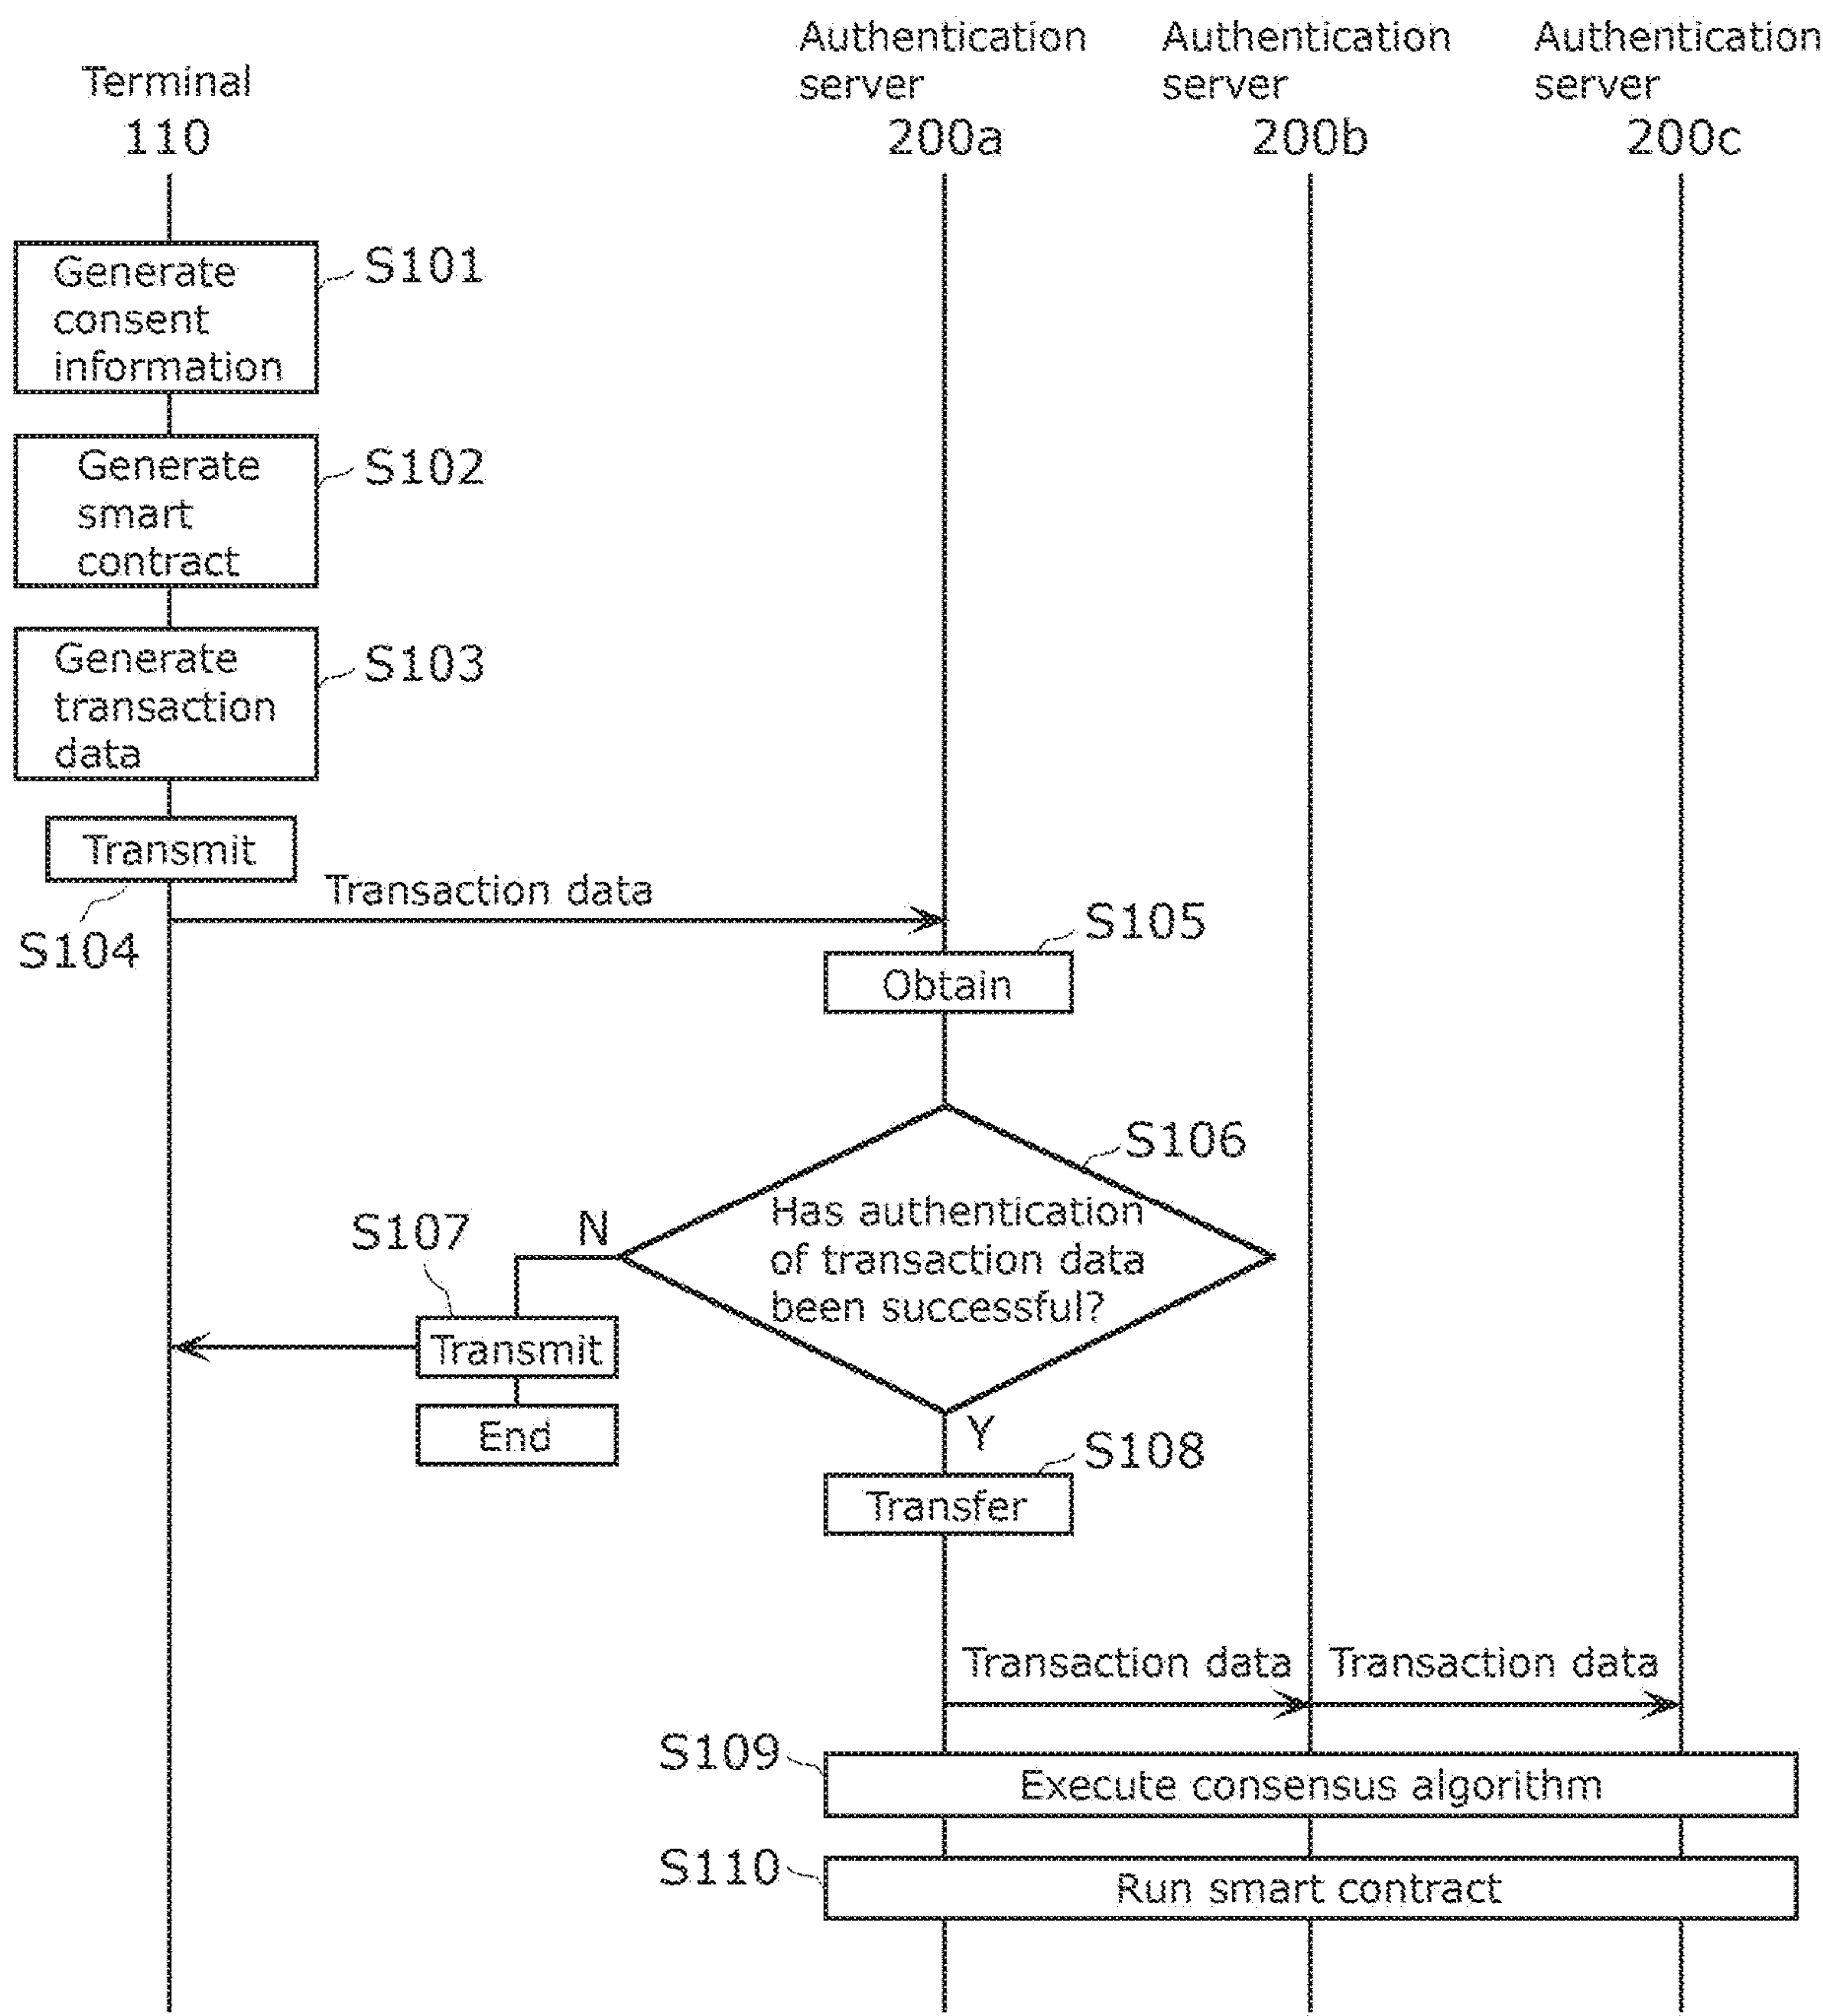 Terminal
110
Authentication
server
200a
Authentication
server
200b
Authentication
server
200c
Generate
consent
information
S101
Generate
smart
contract
S102
Generate
transaction
data
S103
Transmit
S104
Transaction data
S105
Obtain
S106
Has authentication
of transaction data
been successful?
N
S107
Transmit
End
Y
S108
Transfer
Transaction data
Transaction data
S109
Execute consensus algorithm
S110
Run smart contract